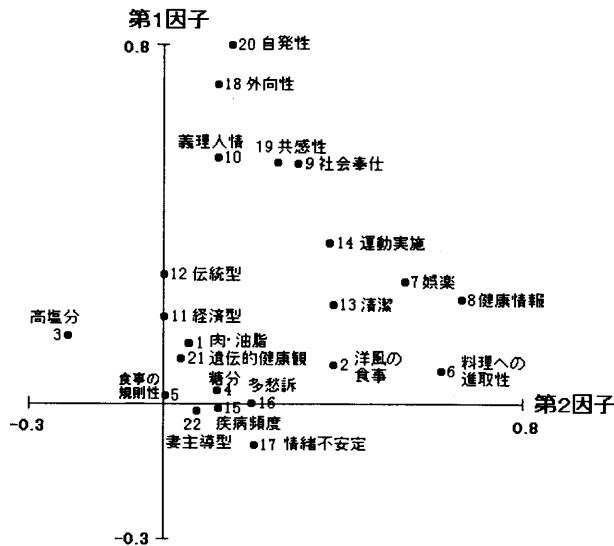 第1因子
0.8
20 自発性
18 外向性
義理人情
10
19 共感性
9 社会奉仕
14 運動実施
12 伝統型
7 娯楽
8 健康情報
13 清潔
11 経済型
高塩分
3
1 肉・油脂
21 遺伝的健康観
2 洋風の
食事
料理への
6 進取性
食事の
規則性
5
糖分
4
多愁訴
16
第2因子
-0.3
0.8
22
15
疾病頻度
妻主導型
17 情緒不安定
-0.3